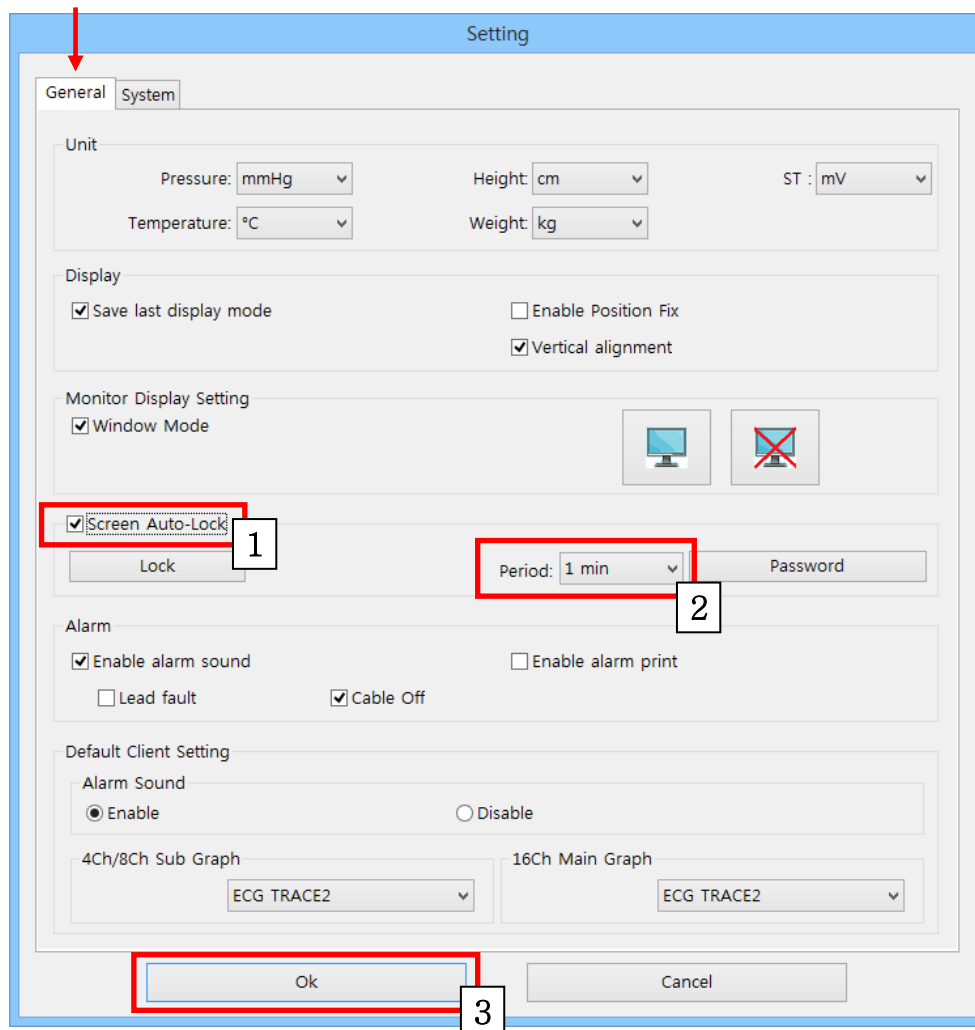 Setting
General System
Unit
Pressure: mmHg Height: cm ST : mV
Temperature: °C Weight: kg
Display
Save last display mode Enable Position Fix
Vertical alignment
Monitor Display Setting
Window Mode
Screen Auto-Lock
1
Lock Period: 1 min Password
2
Alarm
Enable alarm sound Enable alarm print
Lead fault Cable Off
Default Client Setting
Alarm Sound
Enable Disable
4Ch/8Ch Sub Graph 16Ch Main Graph
ECG TRACE2 ECG TRACE2
Ok Cancel
3